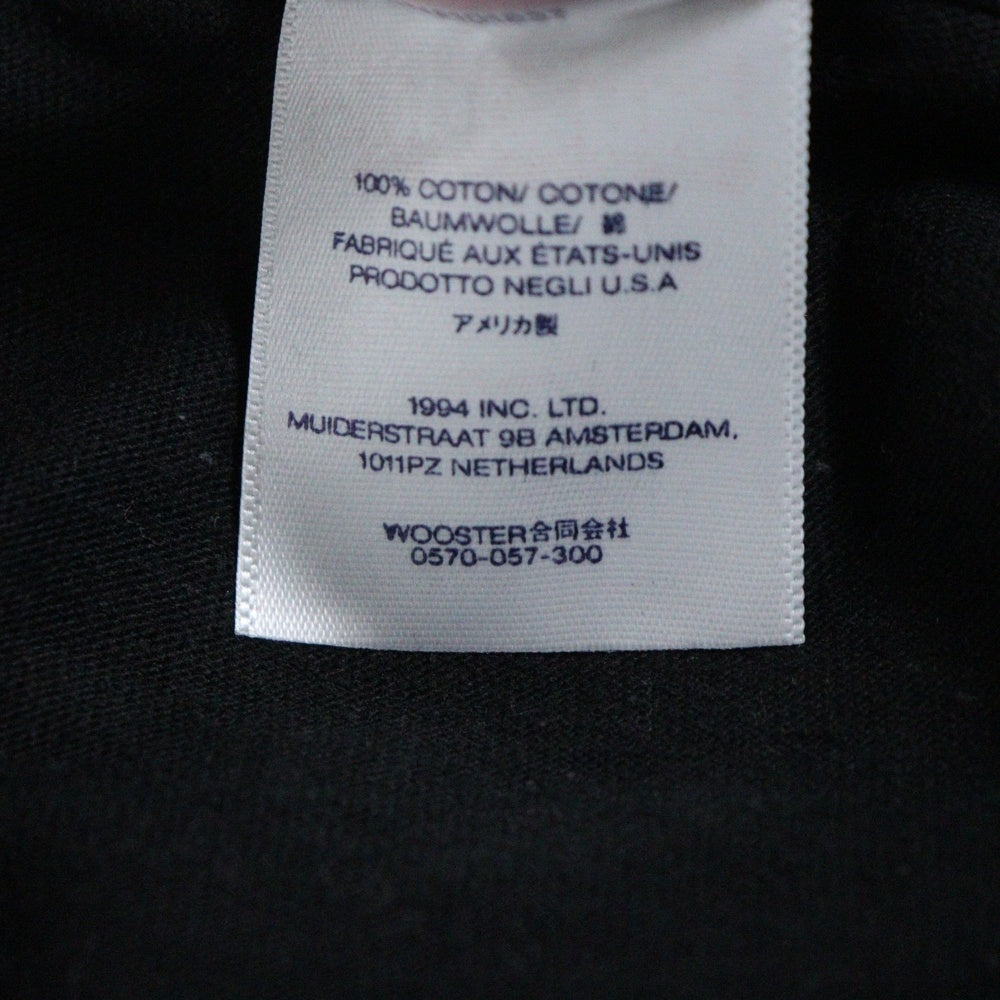 100% COTON/ COTONE/
BAUMWOLLE/ 綿
FABRIQUÉ AUX ÉTATS-UNIS
PRODOTTO NEGLI U.S.A
アメリカ製
1994 INC. LTD.
MUIDERSTRAAT 9B AMSTERDAM,
1011PZ NETHERLANDS
WOOSTER合同会社
0570-057-300